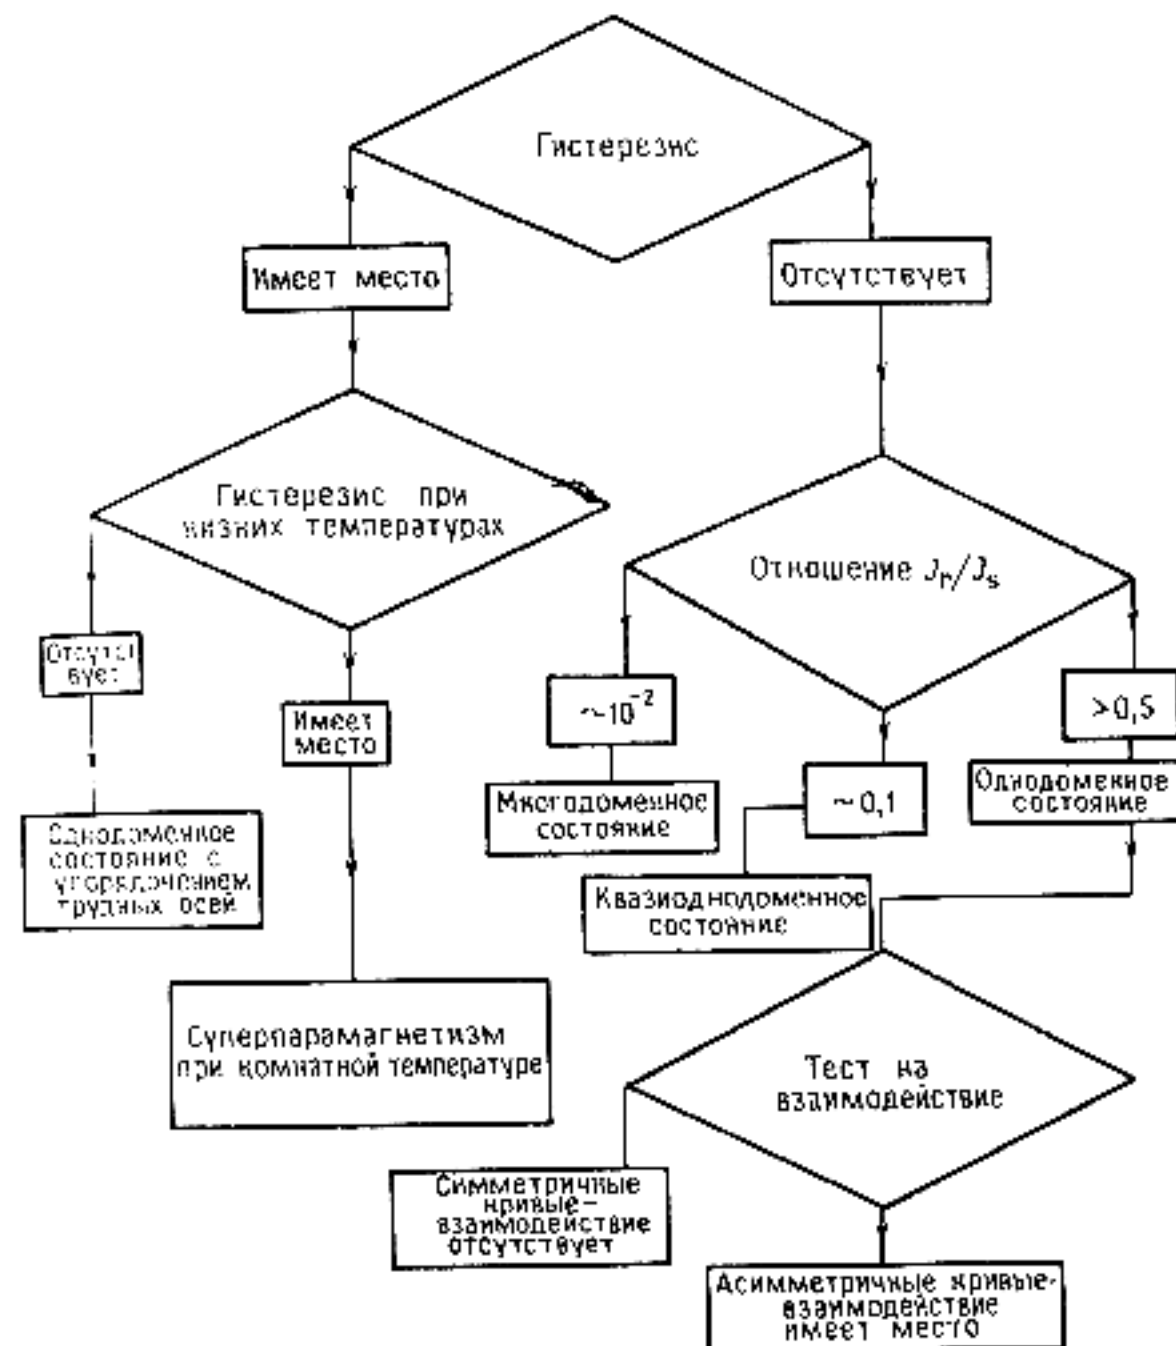 Гистерезис
Имеет место
Отсутствует
Гистерезис при
низких температурах
Отношение J_r/J_s
Отсутст
вует
Имеет
место
~10⁻²
~0,1
>0,5
Многодоменное
состояние
Однодоменное
состояние
Однодоменное
состояние с
упорядочением
трудных осей
Квазиоднодоменное
состояние
Суперпарамагнетизм
при комнатной температуре
Тест на
взаимодействие
Симметричные
кривые–
взаимодействие
отсутствует
Асимметричные кривые-
взаимодействие
имеет место